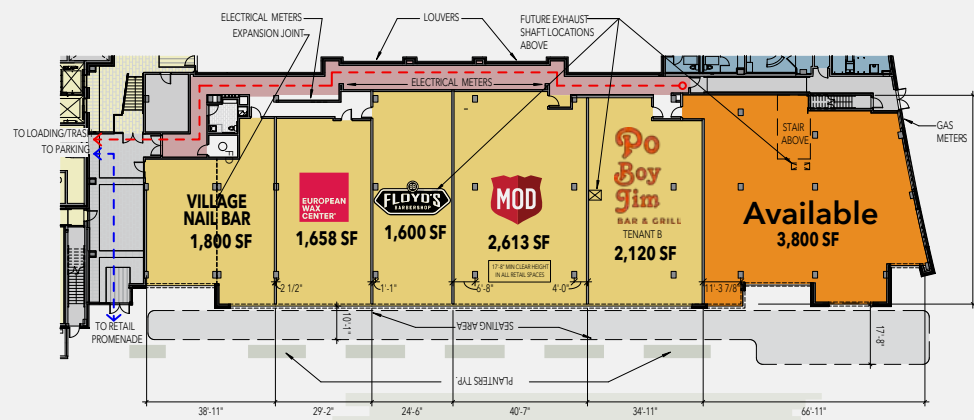 ELECTRICAL METERS
EXPANSION JOINT
LOUVERS
FUTURE EXHAUST
SHAFT LOCATIONS
ABOVE
ELECTRICAL METERS
TO LOADING/TRASH
TO PARKING
STAIR
ABOVE
GAS
METERS
VILLAGE
NAIL BAR
1,800 SF
EUROPEAN
WAX
CENTER
1,658 SF
FLOYD'S
BARBERSHOP
1,600 SF
MOD
2,613 SF
17'-8" MIN CLEAR HEIGHT
IN ALL RETAIL SPACES
Po
Boy
Jim
BAR & GRILL
TENANT B
2,120 SF
Available
3,800 SF
2 1/2"
1'-1"
6'-8"
4'-0"
11'-3 7/8"
TO RETAIL
PROMENADE
10'-1"
SEATING AREA
17'-8"
PLANTERS TYP.
38'-11"
29'-2"
24'-6"
40'-7"
34'-11"
66'-11"